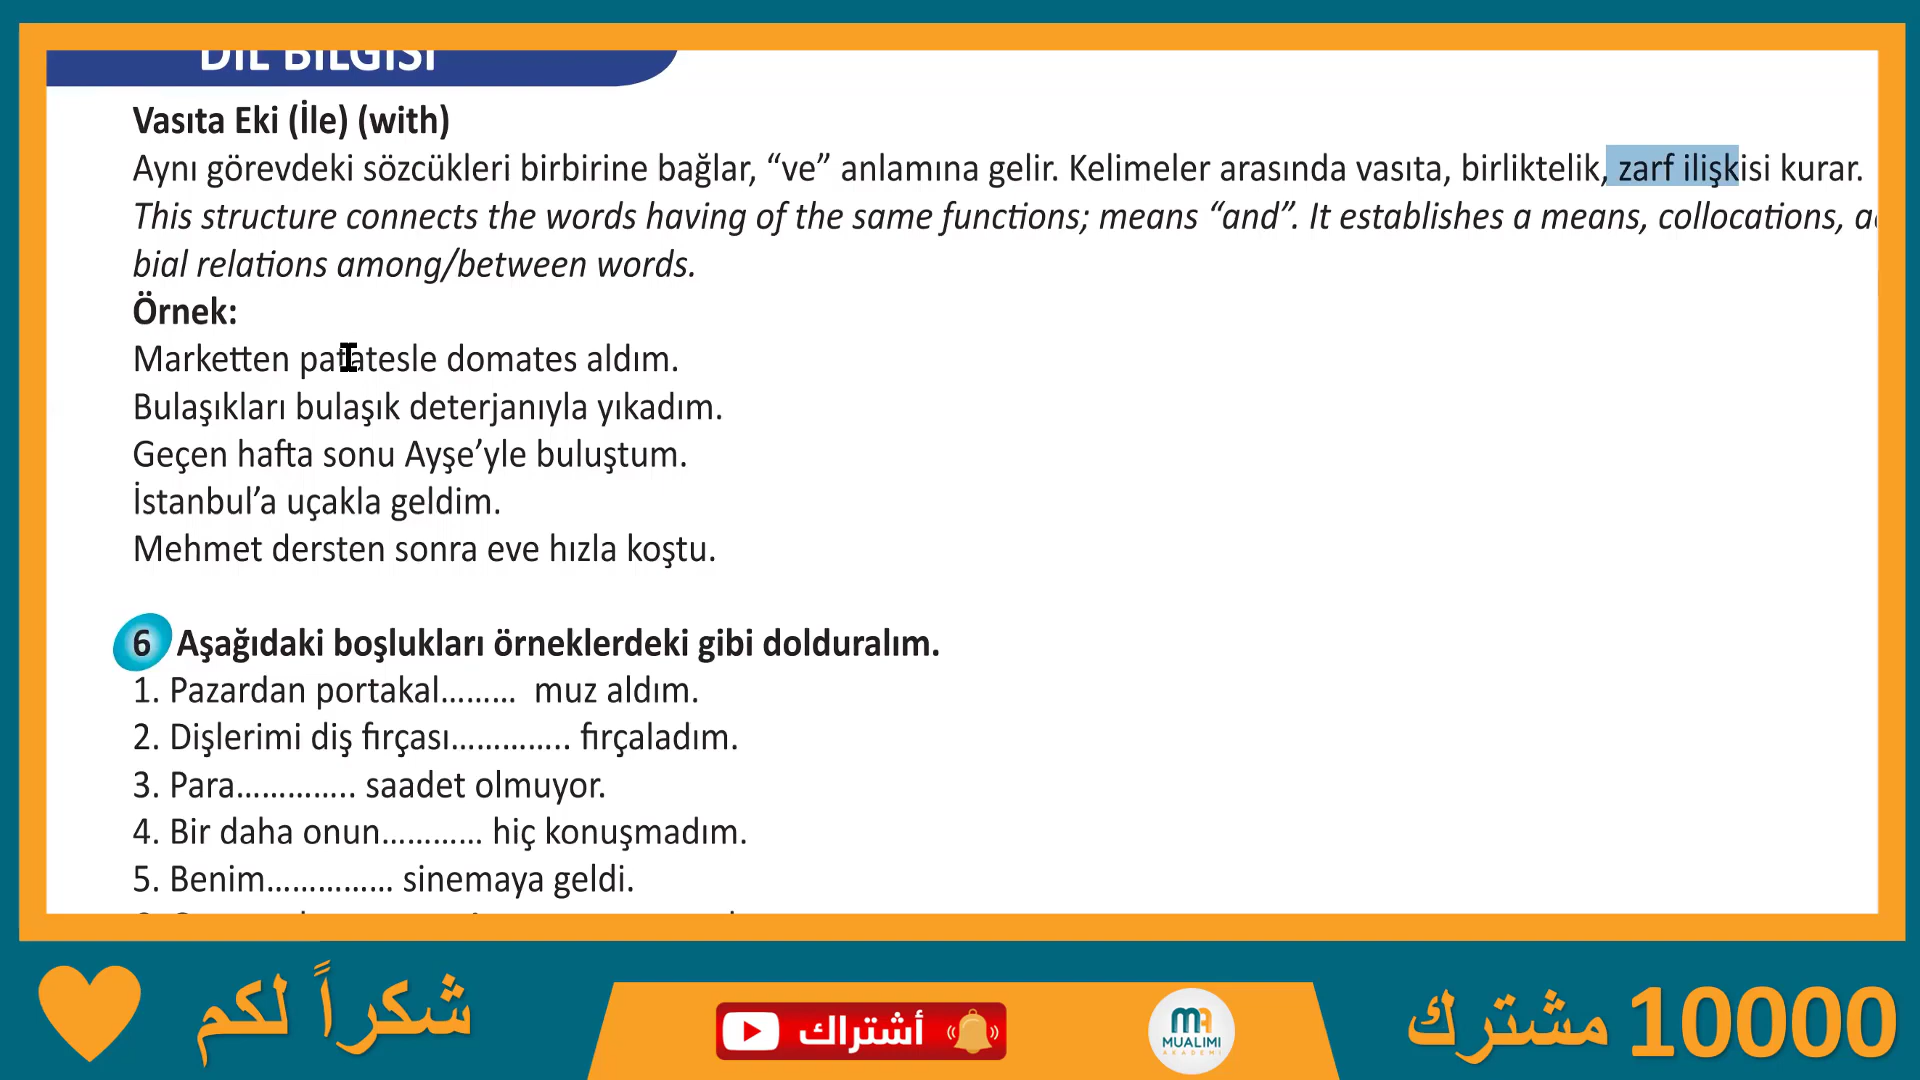 DİL BİLGİSİ
Vasıta Eki (İle) (with)
Aynı görevdeki sözcükleri birbirine bağlar, “ve” anlamına gelir. Kelimeler arasında vasıta, birliktelik, zarf ilişkisi kurar.
This structure connects the words having of the same functions; means “and”. It establishes a means, collocations,
bial relations among/between words.
Örnek:
Marketten patatesle domates aldım.
Bulaşıkları bulaşık deterjanıyla yıkadım.
Geçen hafta sonu Ayşe’yle buluştum.
İstanbul’a uçakla geldim.
Mehmet dersten sonra eve hızla koştu.
6 Aşağıdaki boşlukları örneklerdeki gibi dolduralım.
1. Pazardan portakal......... muz aldım.
2. Dişlerimi diş fırçası.............. fırçaladım.
3. Para.............. saadet olmuyor.
4. Bir daha onun............ hiç konuşmadım.
5. Benim............... sinemaya geldi.
شكراً لكم
أشتراك
MUALIMI
AKADEMI
10000 مشترك